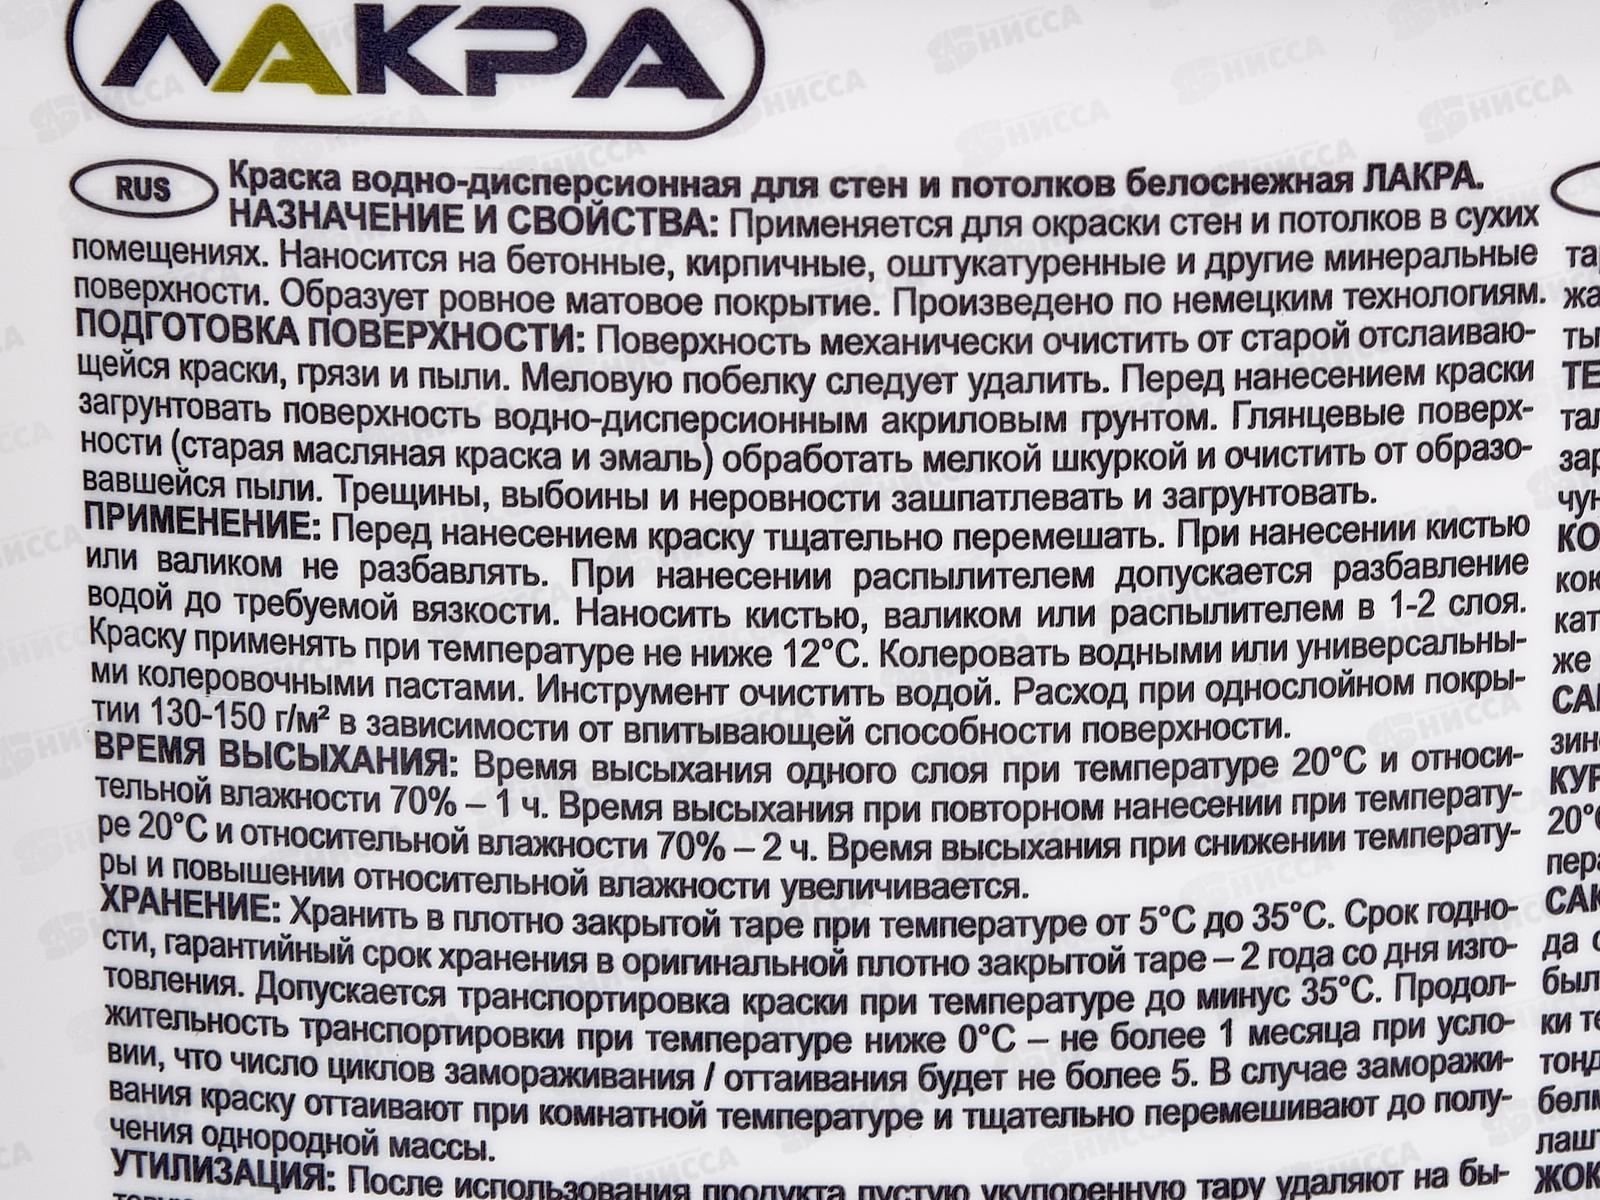 ЛАКРА
RUS
Краска водно-дисперсионная для стен и потолков белоснежная ЛАКРА.
НАЗНАЧЕНИЕ И СВОЙСТВА: Применяется для окраски стен и потолков в сухих
помещениях. Наносится на бетонные, кирпичные, оштукатуренные и другие минеральные
поверхности. Образует ровное матовое покрытие. Произведено по немецким технологиям.
ПОДГОТОВКА ПОВЕРХНОСТИ: Поверхность механически очистить от старой отслаиваю-
щейся краски, грязи и пыли. Меловую побелку следует удалить. Перед нанесением краски
загрунтовать поверхность водно-дисперсионным акриловым грунтом. Глянцевые поверх-
ности (старая масляная краска и эмаль) обработать мелкой шкуркой и очистить от образо-
вавшейся пыли. Трещины, выбоины и неровности зашпатлевать и загрунтовать.
ПРИМЕНЕНИЕ: Перед нанесением краску тщательно перемешать. При нанесении кистью
или валиком не разбавлять. При нанесении распылителем допускается разбавление
водой до требуемой вязкости. Наносить кистью, валиком или распылителем в 1-2 слоя.
Краску применять при температуре не ниже 12°С. Колеровать водными или универсальны-
ми колеровочными пастами. Инструмент очистить водой. Расход при однослойном покры-
тии 130-150 г/м² в зависимости от впитывающей способности поверхности.
ВРЕМЯ ВЫСЫХАНИЯ: Время высыхания одного слоя при температуре 20°С и относи-
тельной влажности 70% – 1 ч. Время высыхания при повторном нанесении при температу-
ре 20°С и относительной влажности 70% – 2 ч. Время высыхания при снижении температу-
ры и повышении относительной влажности увеличивается.
ХРАНЕНИЕ: Хранить в плотно закрытой таре при температуре от 5°С до 35°С. Срок годно-
сти, гарантийный срок хранения в оригинальной плотно закрытой таре – 2 года со дня изго-
товления. Допускается транспортировка краски при температуре до минус 35°С. Продол-
жительность транспортировки при температуре ниже 0°С – не более 1 месяца при усло-
вии, что число циклов замораживания / оттаивания будет не более 5. В случае заморажи-
вания краску оттаивают при комнатной температуре и тщательно перемешивают до полу-
чения однородной массы.
УТИЛИЗАЦИЯ: После использования продукта пустую укупоренную тару удаляют на бы-